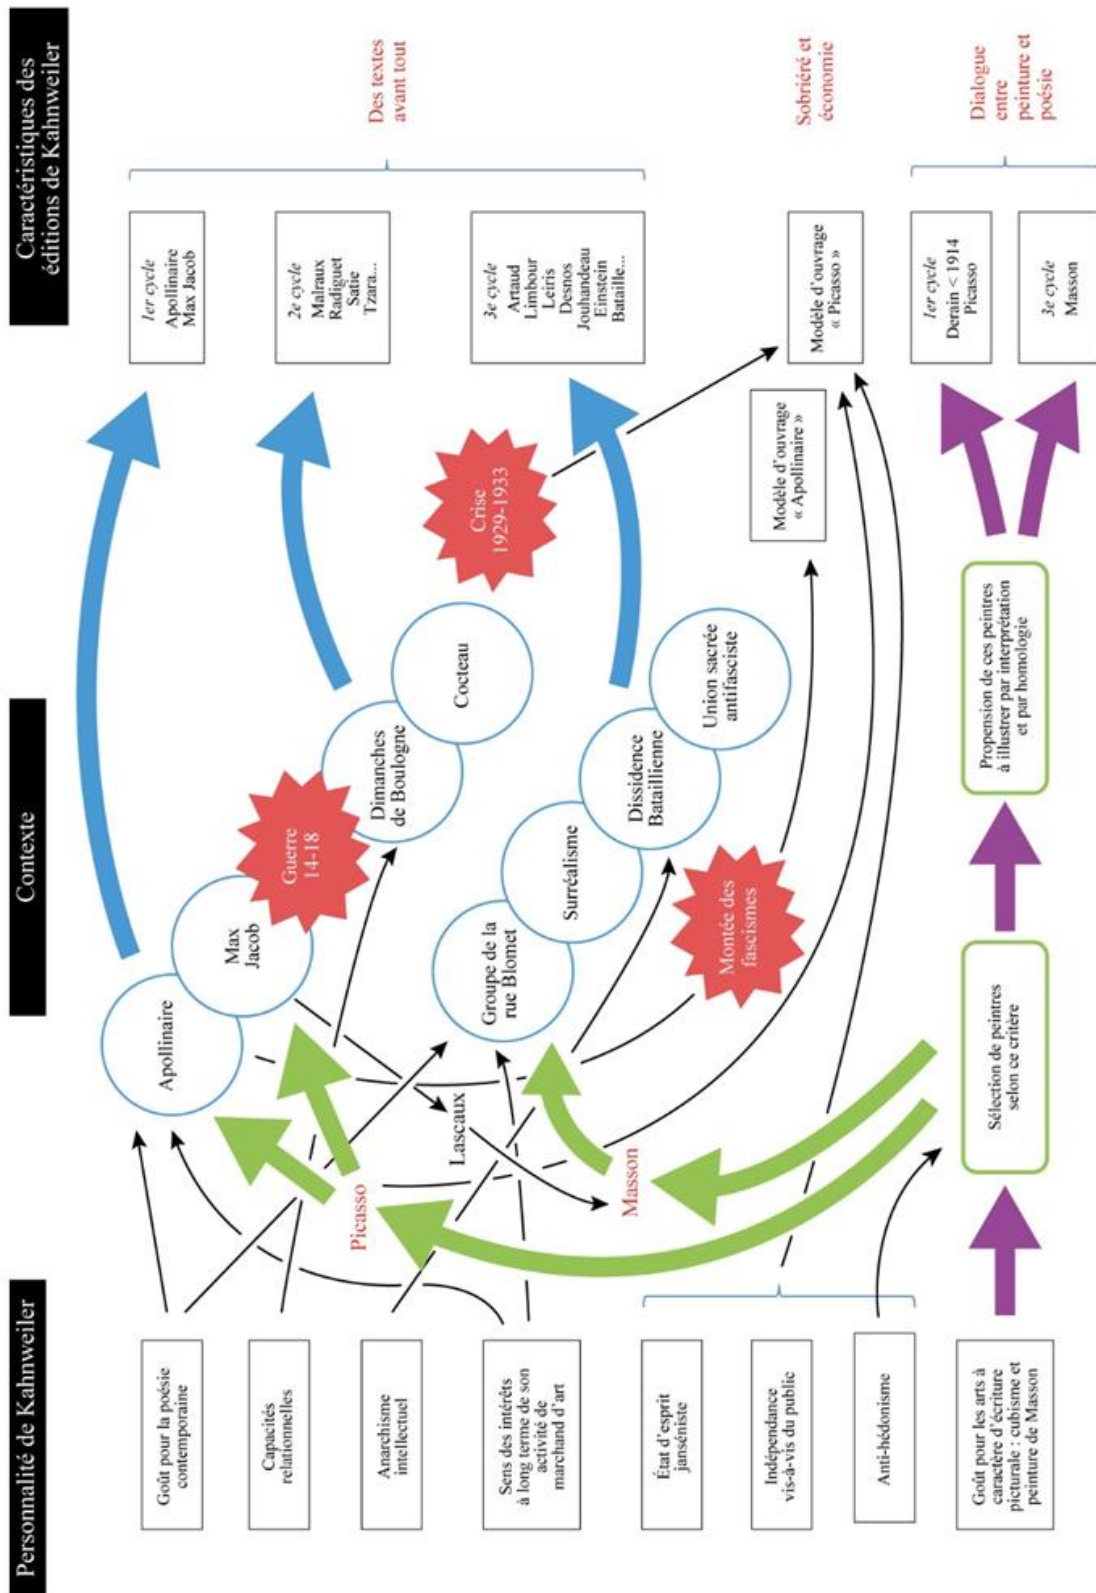 Personnalité de Kahnweiler
Contexte
Caractéristiques des
éditions de Kahnweiler
Goût pour la poésie
contemporaine
Capacités
relationnelles
Anarchisme
intellectuel
Sens des intérêts
à long terme de son
activité de
marchand d'art
État d'esprit
janséniste
Indépendance
vis-à-vis du public
Anti-hédonisme
Goût pour les arts à
caractère d'écriture
picturale : cubisme et
peinture de Masson
Apollinaire
Max
Jacob
Guerre
14-18
Dimanches
de Boulogne
Cocteau
Picasso
Lascaux
Masson
Groupe de la
rue Blomet
Surréalisme
Dissidence
Bataillienne
Union sacrée
antifasciste
Montée des
fascismes
Crise
1929-1933
Sélection de peintres
selon ce critère
Propension de ces peintres
à illustrer par interprétation
et par homologie
1er cycle
Apollinaire
Max Jacob
2e cycle
Malraux
Radiguet
Satie
Tzara...
3e cycle
Artaud
Limbour
Leiris
Desnos
Jouhandeau
Einstein
Bataille...
Des textes
avant tout
Modèle d'ouvrage
« Apollinaire »
Modèle d'ouvrage
« Picasso »
Sobriéré et
économie
1er cycle
Derain < 1914
Picasso
3e cycle
Masson
Dialogue
entre
peinture et
poésie